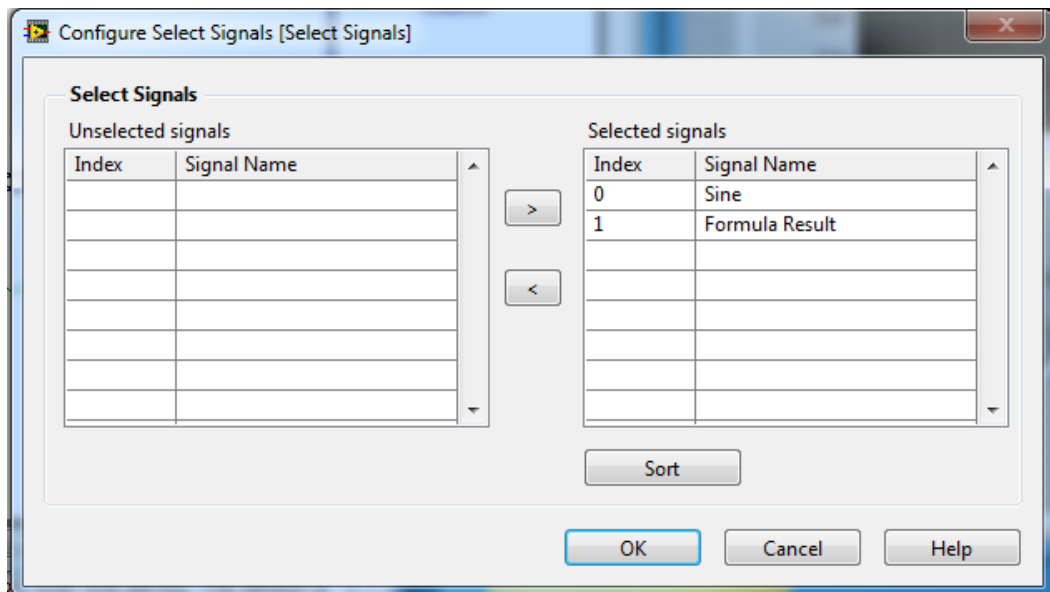 Configure Select Signals [Select Signals]
Select Signals
Unselected signals
Index Signal Name
>
<
Selected signals
Index Signal Name
0 Sine
1 Formula Result
Sort
OK Cancel Help